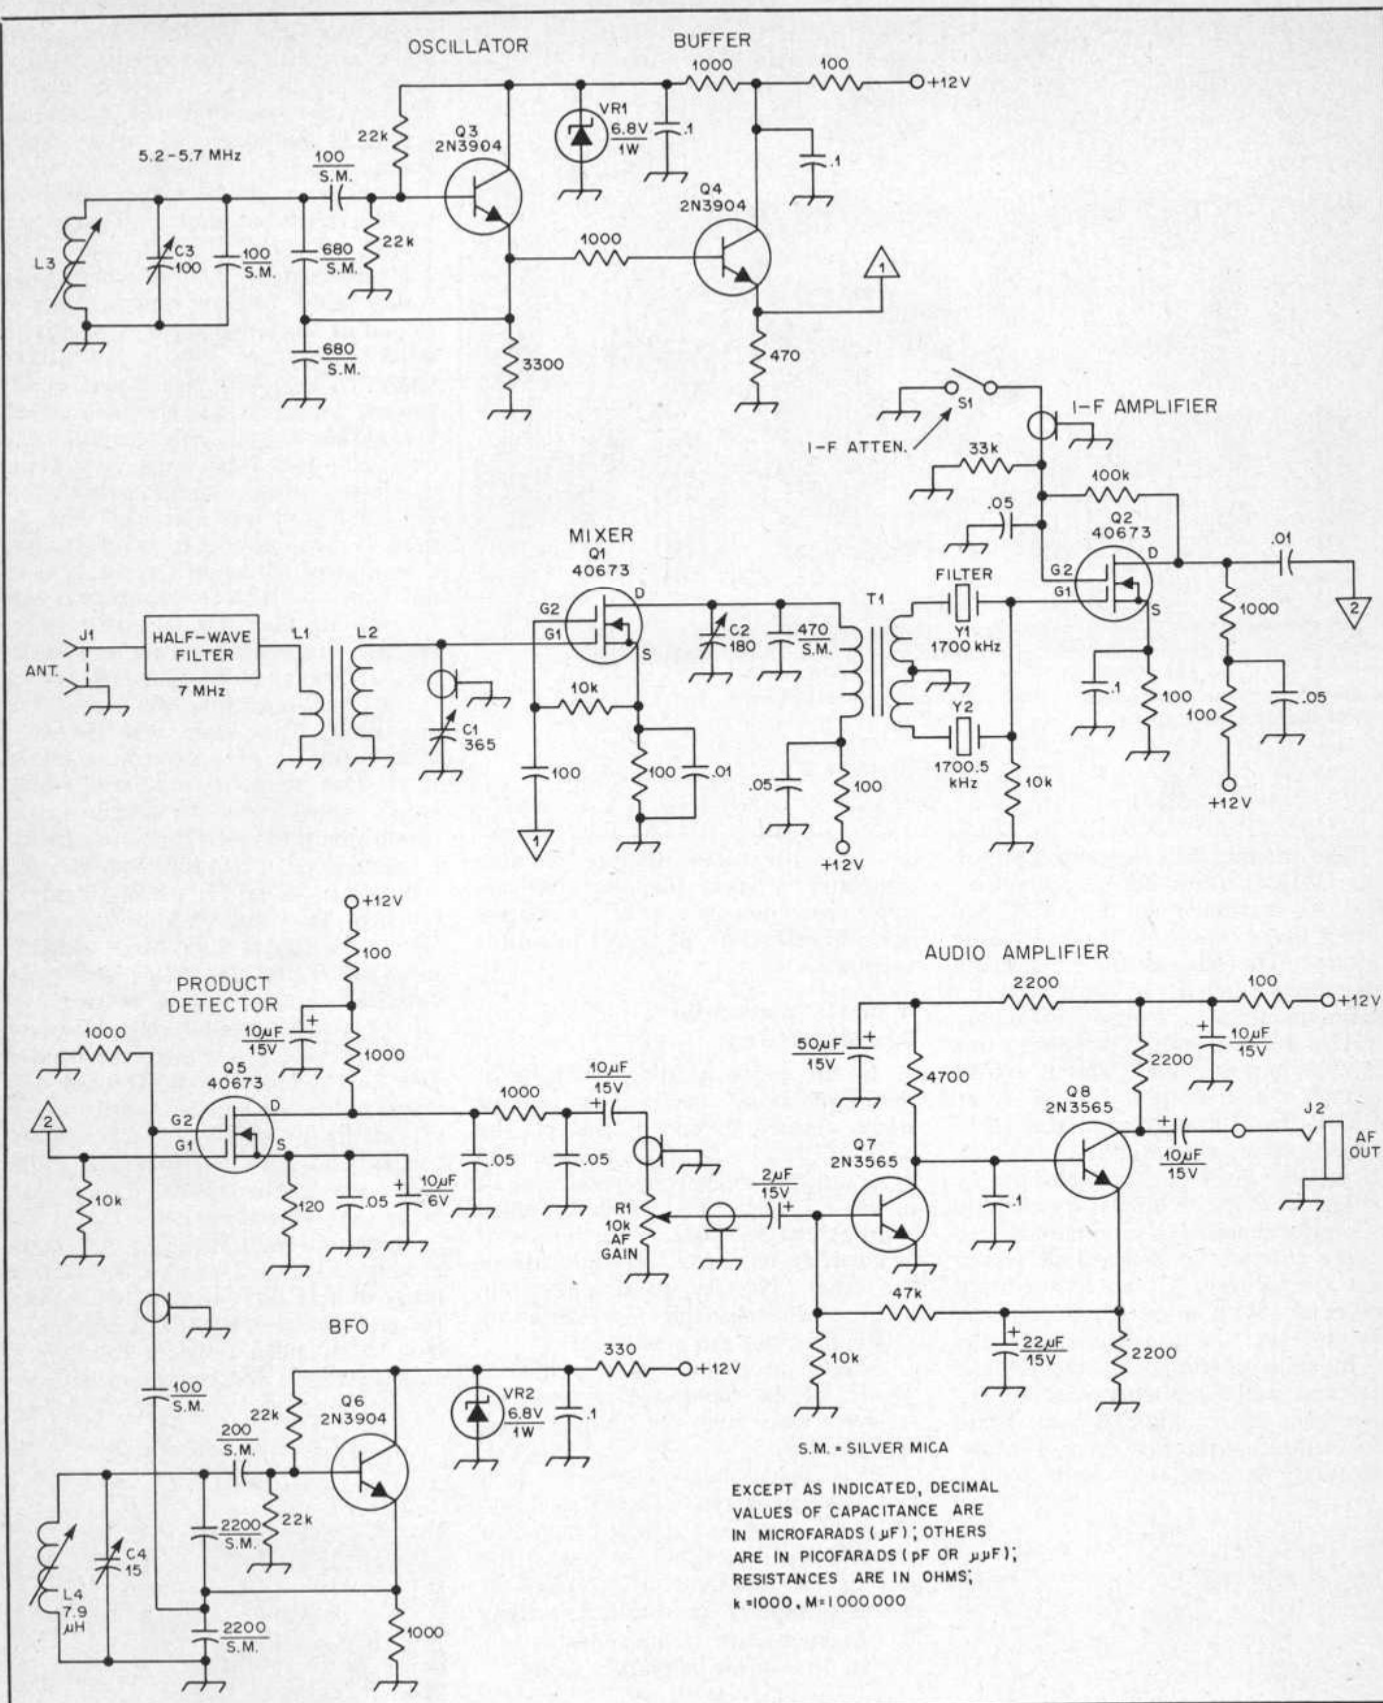 OSCILLATOR
BUFFER
1000
100
+12V
22k
Q3
2N3904
VR1
6.8V
1W
.1
.1
5.2-5.7 MHz
100
S.M.
Q4
2N3904
L3
C3
100
100
S.M.
680
S.M.
22k
1000
1
680
S.M.
3300
470
S1
I-F AMPLIFIER
I-F ATTEN.
33k
100k
.05
Q2
40673
MIXER
Q1
40673
.01
G2
G1
D
S
FILTER
Y1
1700 kHz
T1
G2
G1
D
S
1000
2
J1
ANT.
HALF-WAVE
FILTER
7 MHz
L1
L2
C2
180
470
S.M.
10k
.1
100
100
.05
C1
365
Y2
1700.5
kHz
100
100
.01
.05
100
10k
+12V
1
+12V
+12V
100
AUDIO AMPLIFIER
PRODUCT
DETECTOR
2200
100
+12V
1000
10µF
15V
+
1000
50µF
15V
+
4700
2200
+
10µF
15V
Q5
40673
10µF
15V
+
1000
Q8
2N3565
2
G2
G1
D
S
J2
AF
OUT
Q7
2N3565
+
10µF
15V
10k
120
.05
+
10µF
6V
.05
.05
R1
10k
AF
GAIN
2µF
15V
+
.1
47k
BFO
10k
+
22µF
15V
2200
330
+12V
100
S.M.
Q6
2N3904
VR2
6.8V
1W
.1
22k
200
S.M.
S.M. = SILVER MICA
2200
S.M.
22k
L4
7.9
µH
C4
15
2200
S.M.
1000
EXCEPT AS INDICATED, DECIMAL
VALUES OF CAPACITANCE ARE
IN MICROFARADS (µF); OTHERS
ARE IN PICOFARADS (pF OR µµF);
RESISTANCES ARE IN OHMS;
k=1000, M=1000000